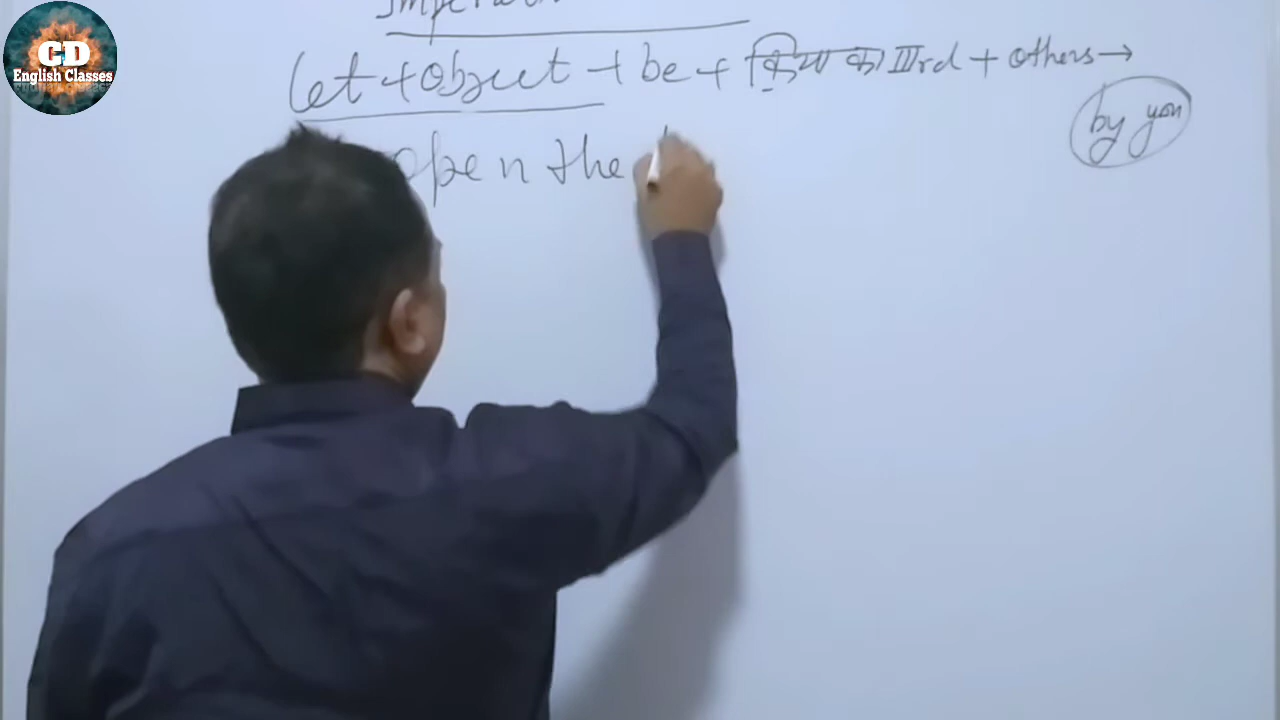 CD
English Classes
let + object + be + क्रिया का IIIrd + others →
by you
open the